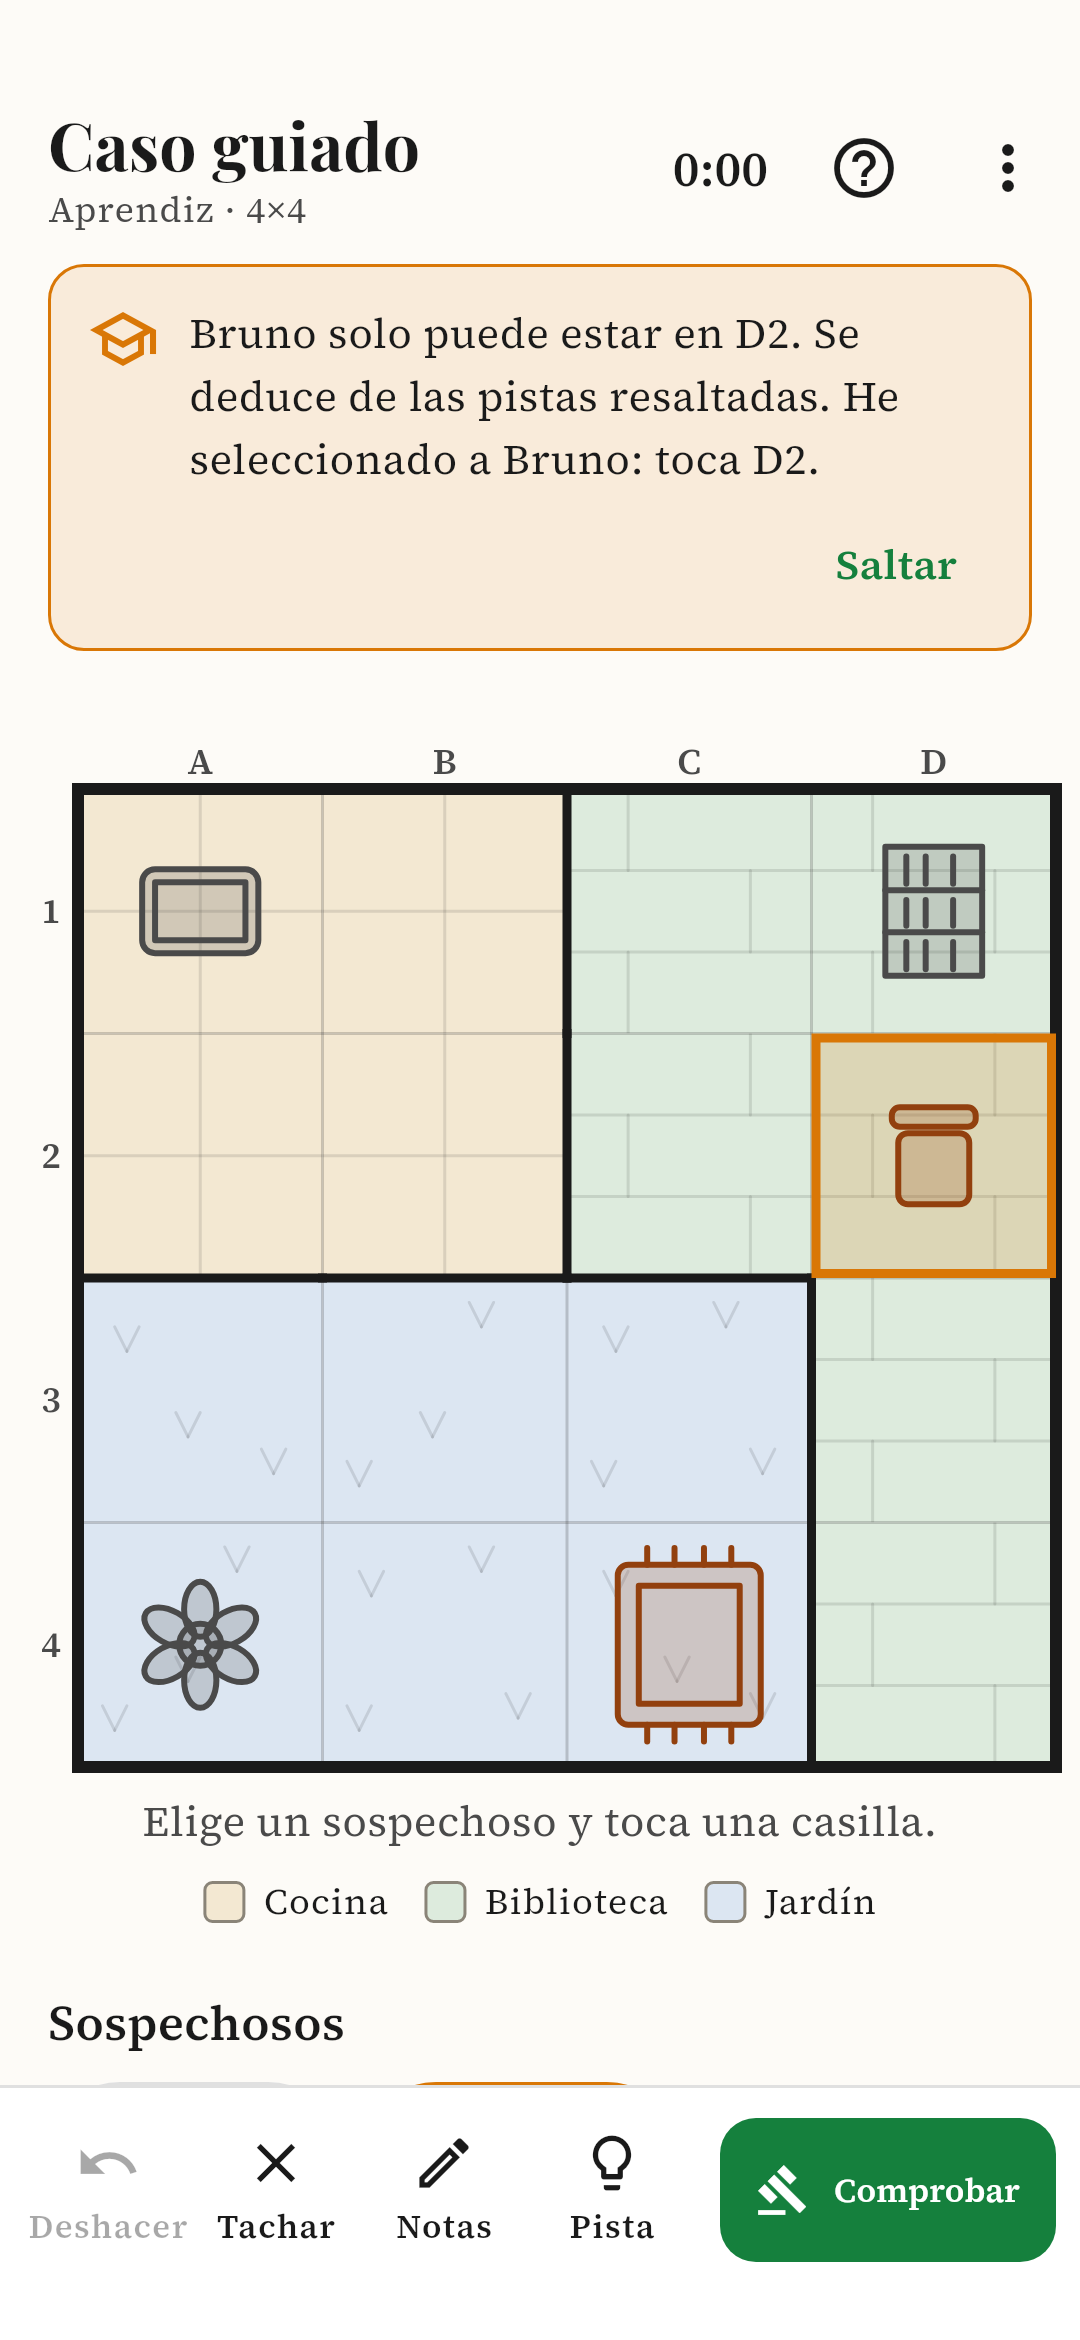 Caso guiado
Aprendiz · 4×4
0:00
Bruno solo puede estar en D2. Se
deduce de las pistas resaltadas. He
seleccionado a Bruno: toca D2.
Saltar
A B C D
1
2
3
4
Elige un sospechoso y toca una casilla.
Cocina Biblioteca Jardín
Sospechosos
Deshacer Tachar Notas Pista Comprobar